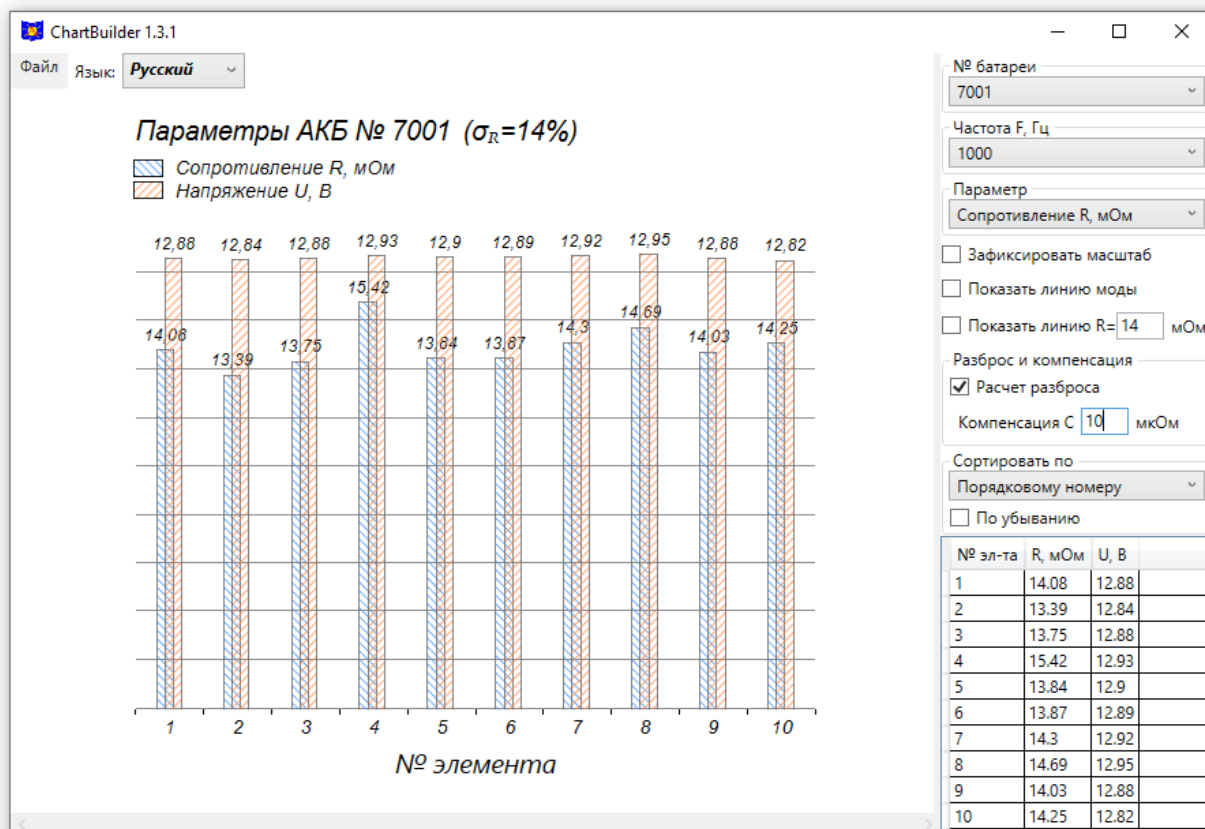 ChartBuilder 1.3.1
Файл Язык: Русский
Параметры АКБ № 7001 (σR=14%)
Сопротивление R, мОм
Напряжение U, В
12,88 12,84 12,88 12,93 12,9 12,89 12,92 12,95 12,88 12,82
14,08 13,39 13,75 15,42 13,84 13,87 14,3 14,69 14,03 14,25
1 2 3 4 5 6 7 8 9 10
№ элемента
№ батареи
7001
Частота F, Гц
1000
Параметр
Сопротивление R, мОм
Зафиксировать масштаб
Показать линию моды
Показать линию R= 14 мОм
Разброс и компенсация
Расчет разброса
Компенсация С 10 мкОм
Сортировать по
Порядковому номеру
По убыванию
№ эл-та R, мОм U, В
1 14.08 12.88
2 13.39 12.84
3 13.75 12.88
4 15.42 12.93
5 13.84 12.9
6 13.87 12.89
7 14.3 12.92
8 14.69 12.95
9 14.03 12.88
10 14.25 12.82